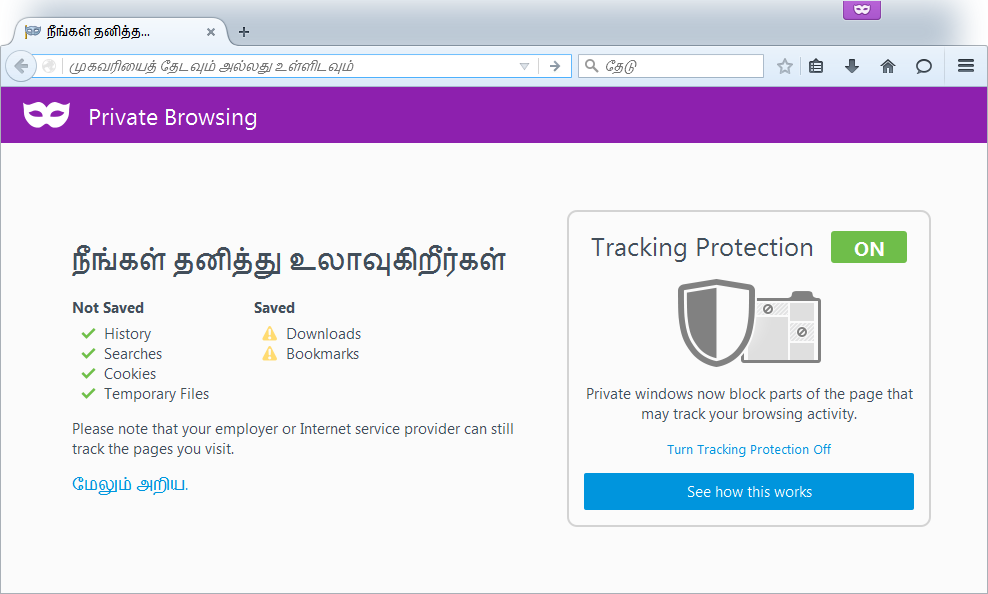 நீங்கள் தனித்த...
முகவரியைத் தேடவும் அல்லது உள்ளிடவும்
தேடு
Private Browsing
நீங்கள் தனித்து உலாவுகிறீர்கள்
Not Saved
History
Searches
Cookies
Temporary Files
Saved
Downloads
Bookmarks
Please note that your employer or Internet service provider can still
track the pages you visit.
மேலும் அறிய.
Tracking Protection
ON
Private windows now block parts of the page that
may track your browsing activity.
Turn Tracking Protection Off
See how this works